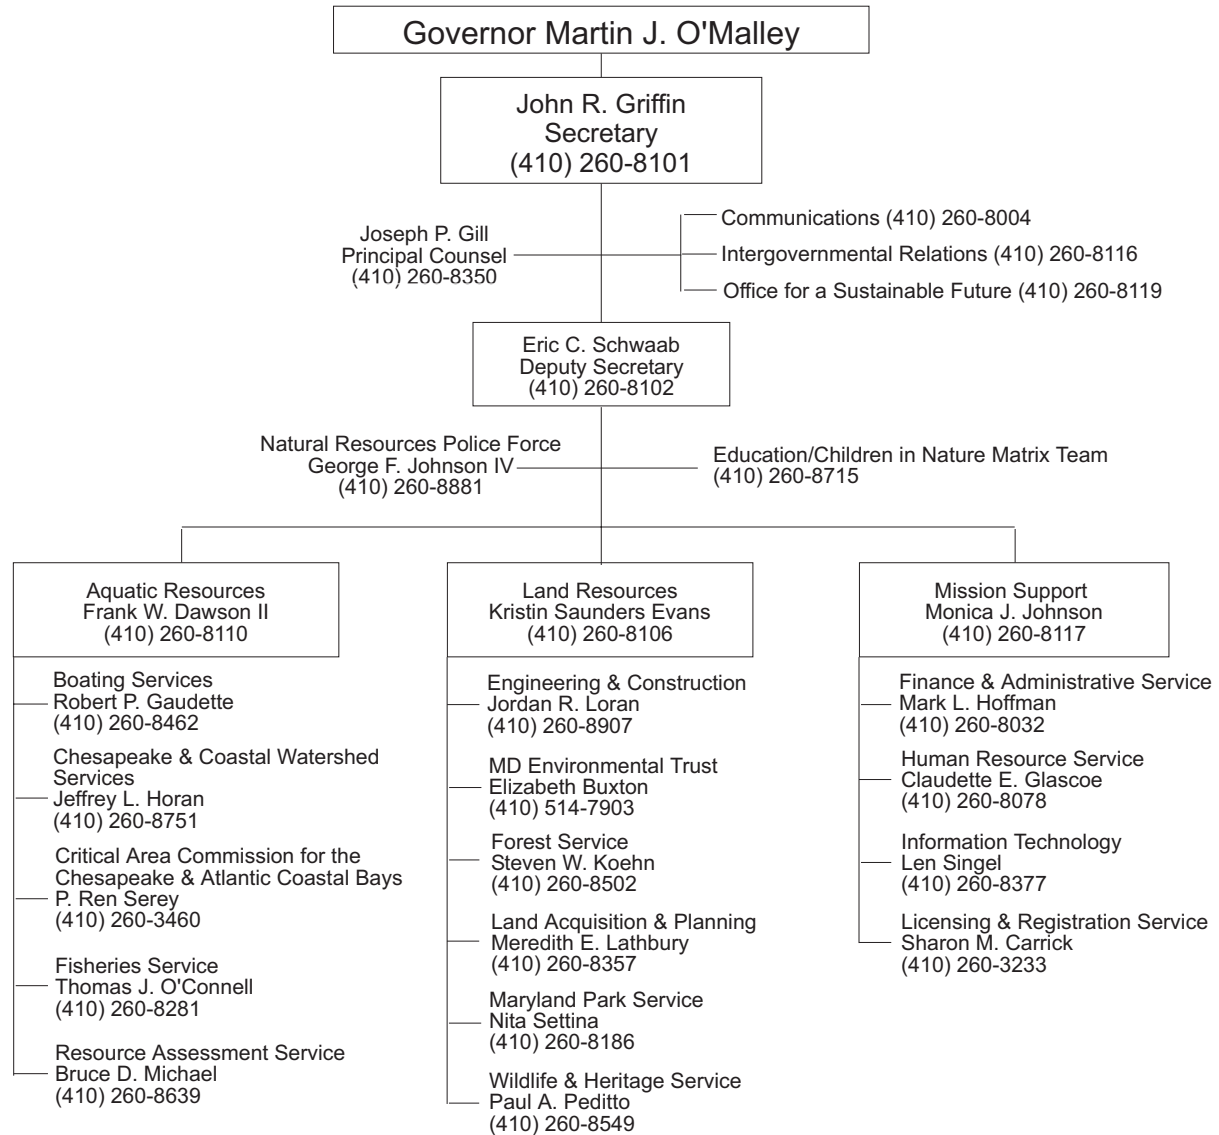 Governor Martin J. O'Malley
John R. Griffin
Secretary
(410) 260-8101
Joseph P. Gill
Principal Counsel
(410) 260-8350
Communications (410) 260-8004
Intergovernmental Relations (410) 260-8116
Office for a Sustainable Future (410) 260-8119
Eric C. Schwaab
Deputy Secretary
(410) 260-8102
Natural Resources Police Force
George F. Johnson IV
(410) 260-8881
Education/Children in Nature Matrix Team
(410) 260-8715
Aquatic Resources
Frank W. Dawson II
(410) 260-8110
Boating Services
Robert P. Gaudette
(410) 260-8462
Chesapeake & Coastal Watershed
Services
Jeffrey L. Horan
(410) 260-8751
Critical Area Commission for the
Chesapeake & Atlantic Coastal Bays
P. Ren Serey
(410) 260-3460
Fisheries Service
Thomas J. O'Connell
(410) 260-8281
Resource Assessment Service
Bruce D. Michael
(410) 260-8639
Land Resources
Kristin Saunders Evans
(410) 260-8106
Engineering & Construction
Jordan R. Loran
(410) 260-8907
MD Environmental Trust
Elizabeth Buxton
(410) 514-7903
Forest Service
Steven W. Koehn
(410) 260-8502
Land Acquisition & Planning
Meredith E. Lathbury
(410) 260-8357
Maryland Park Service
Nita Settina
(410) 260-8186
Wildlife & Heritage Service
Paul A. Peditto
(410) 260-8549
Mission Support
Monica J. Johnson
(410) 260-8117
Finance & Administrative Service
Mark L. Hoffman
(410) 260-8032
Human Resource Service
Claudette E. Glascoe
(410) 260-8078
Information Technology
Len Singel
(410) 260-8377
Licensing & Registration Service
Sharon M. Carrick
(410) 260-3233